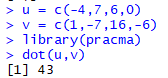 > u = c(-4,7,6,0)
> v = c(1,-7,16,-6)
> library(pracma)
> dot(u,v)
[1] 43